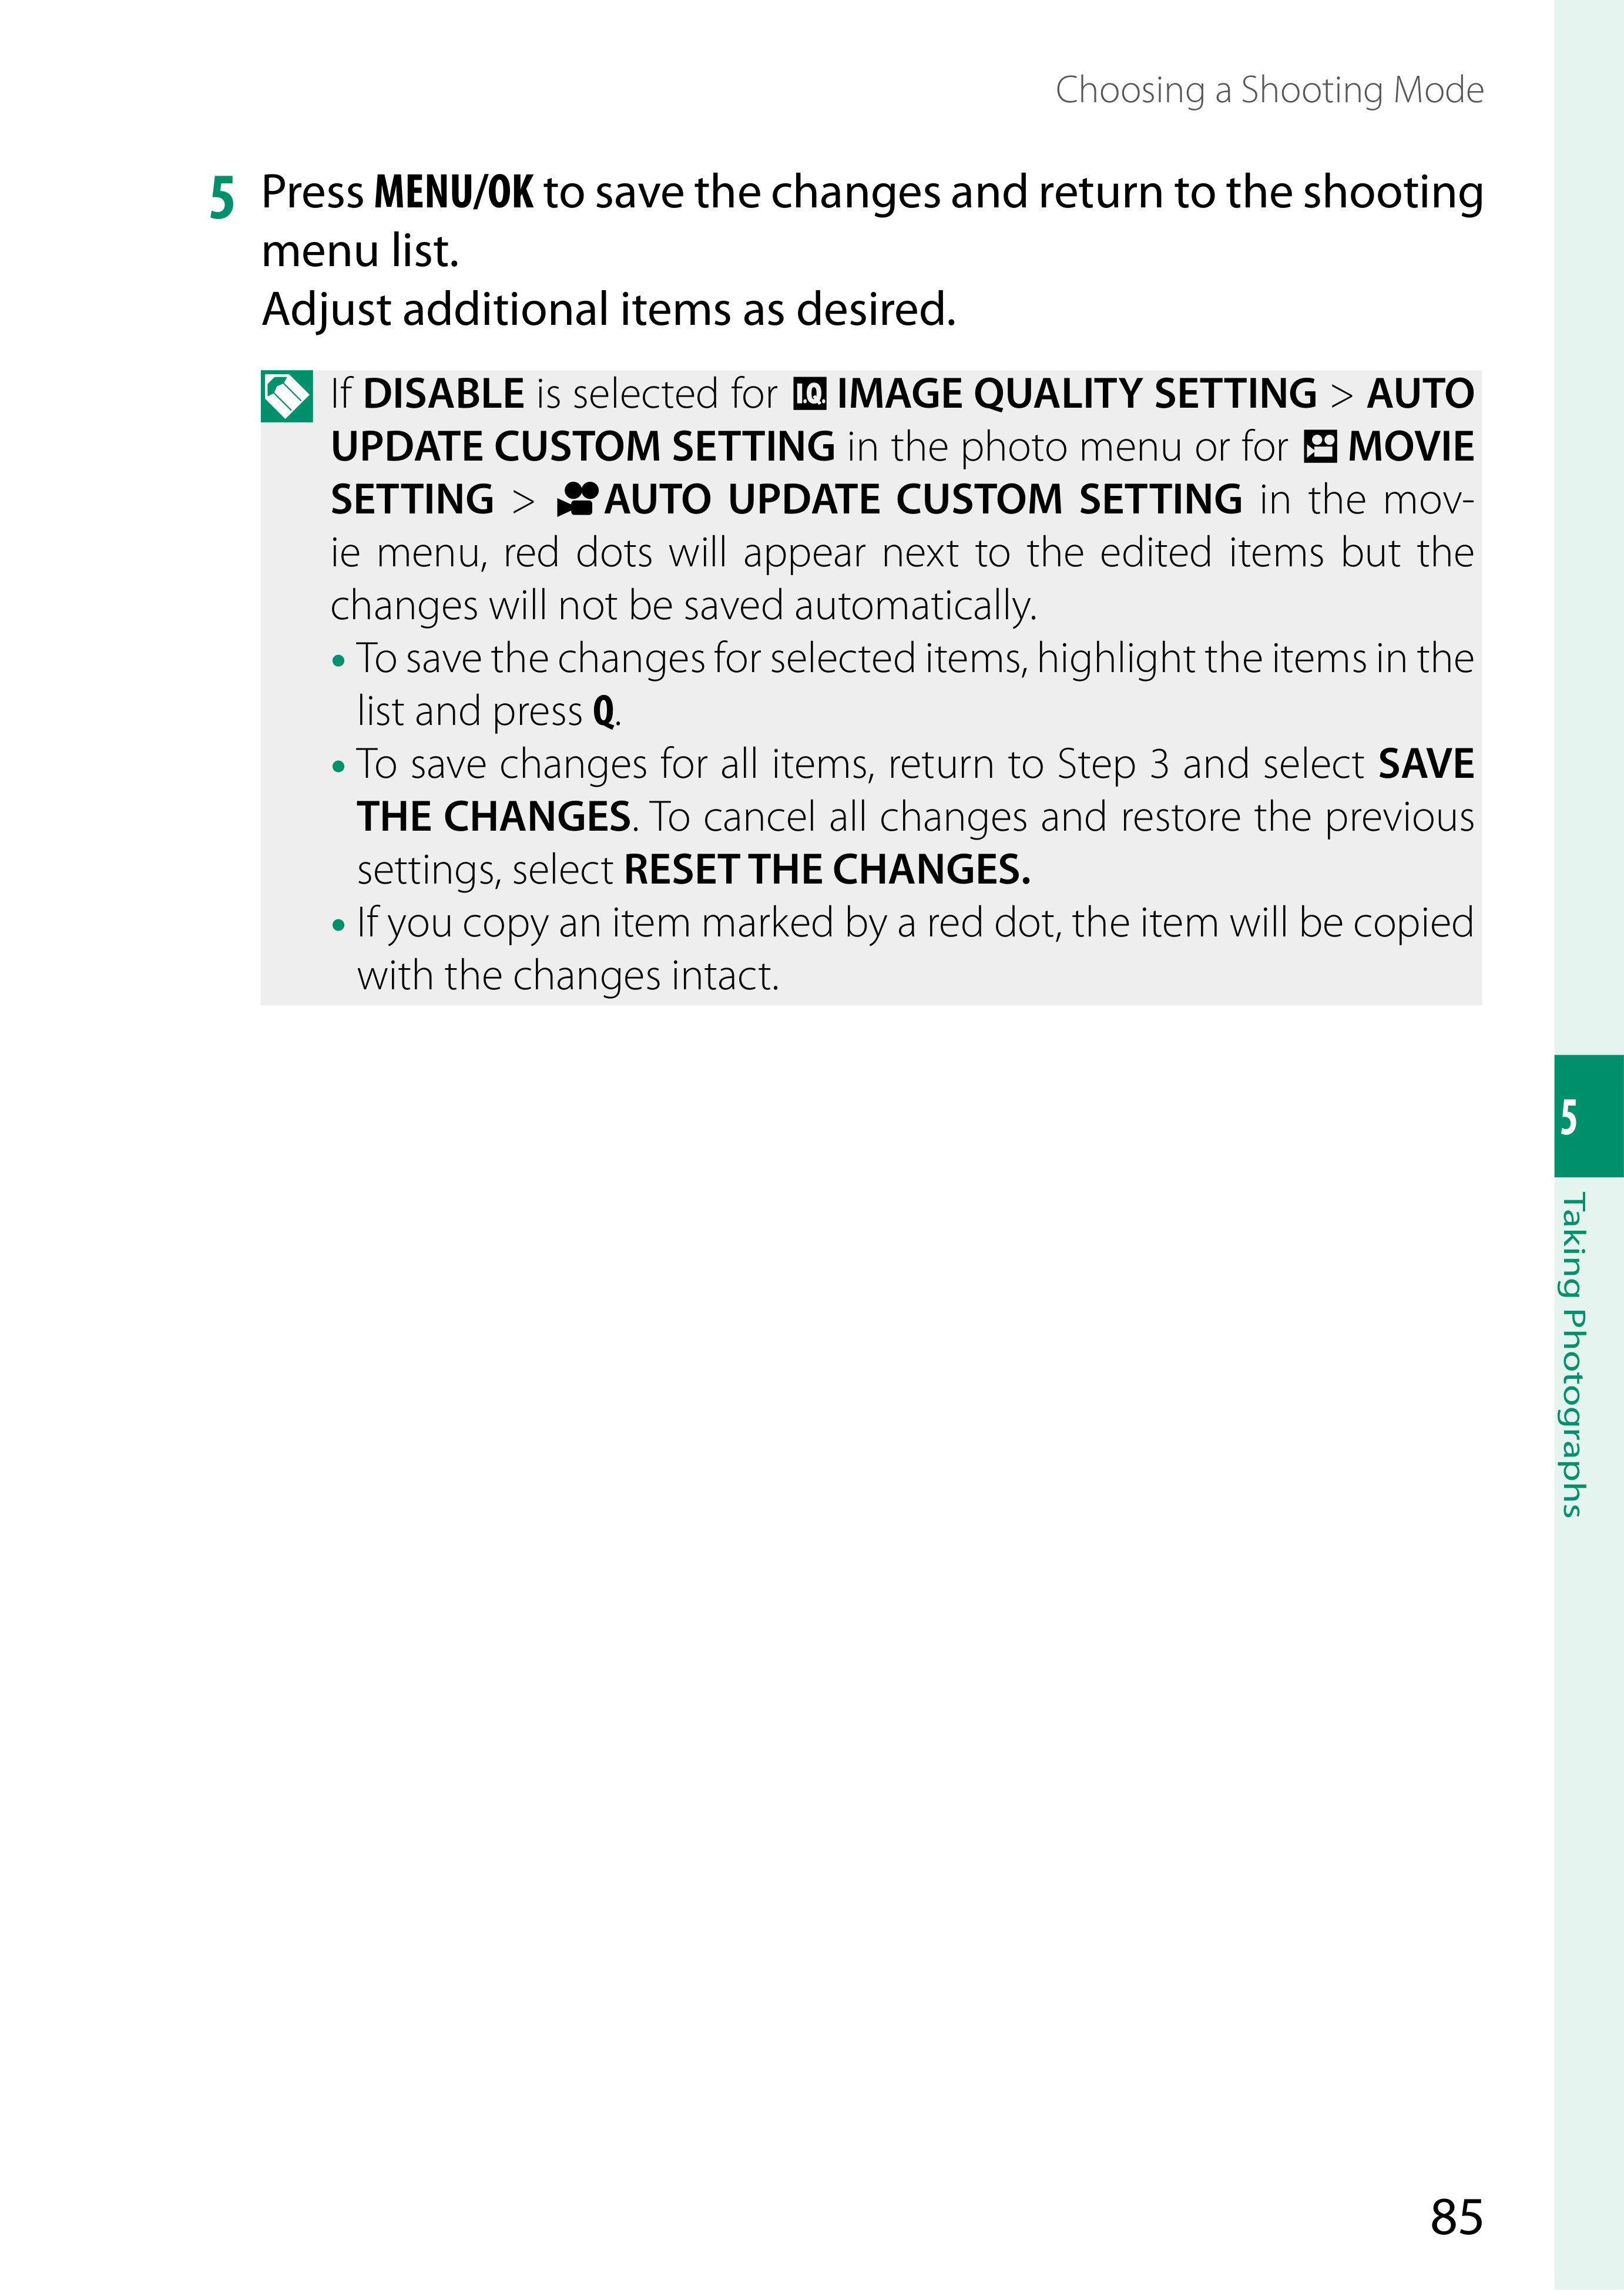 Choosing a Shooting Mode
5 Press MENU/OK to save the changes and return to the shooting
menu list.
Adjust additional items as desired.
If DISABLE is selected for I.Q. IMAGE QUALITY SETTING > AUTO
UPDATE CUSTOM SETTING in the photo menu or for MOVIE
SETTING > AUTO UPDATE CUSTOM SETTING in the mov-
ie menu, red dots will appear next to the edited items but the
changes will not be saved automatically.
• To save the changes for selected items, highlight the items in the
list and press Q.
• To save changes for all items, return to Step 3 and select SAVE
THE CHANGES. To cancel all changes and restore the previous
settings, select RESET THE CHANGES.
• If you copy an item marked by a red dot, the item will be copied
with the changes intact.
5
Taking Photographs
85